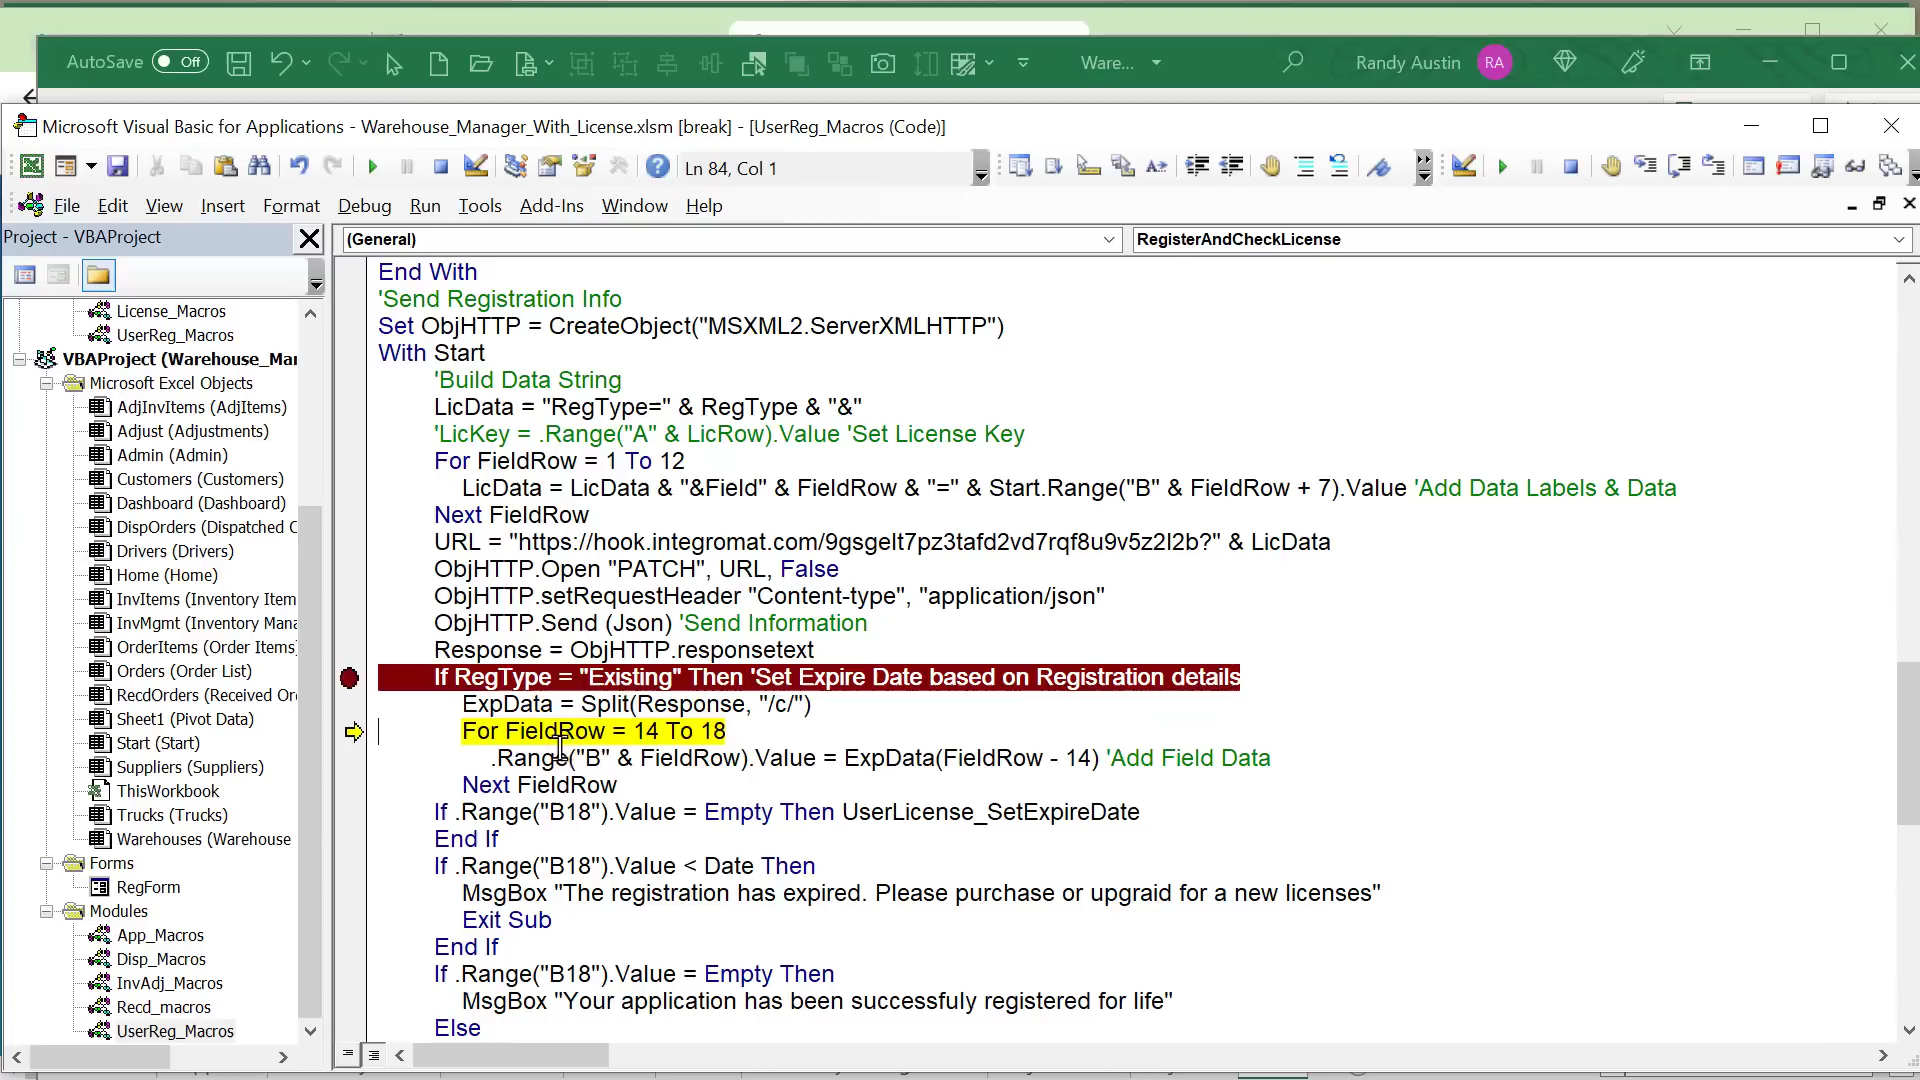 AutoSave Off Ware... Randy Austin RA
Microsoft Visual Basic for Applications - Warehouse_Manager_With_License.xlsm [break] - [UserReg_Macros (Code)]
Ln 84, Col 1
File Edit View Insert Format Debug Run Tools Add-Ins Window Help
Project - VBAProject
(General) RegisterAndCheckLicense
License_Macros
UserReg_Macros
VBAProject (Warehouse_Mar
Microsoft Excel Objects
AdjInvItems (AdjItems)
Adjust (Adjustments)
Admin (Admin)
Customers (Customers)
Dashboard (Dashboard)
DispOrders (Dispatched C
Drivers (Drivers)
Home (Home)
InvItems (Inventory Item
InvMgmt (Inventory Mana
OrderItems (Order Items)
Orders (Order List)
RecdOrders (Received Or
Sheet1 (Pivot Data)
Start (Start)
Suppliers (Suppliers)
ThisWorkbook
Trucks (Trucks)
Warehouses (Warehouse
Forms
RegForm
Modules
App_Macros
Disp_Macros
InvAdj_Macros
Recd_macros
UserReg_Macros
End With
'Send Registration Info
Set ObjHTTP = CreateObject("MSXML2.ServerXMLHTTP")
With Start
'Build Data String
LicData = "RegType=" & RegType & "&"
'LicKey = .Range("A" & LicRow).Value 'Set License Key
For FieldRow = 1 To 12
LicData = LicData & "&Field" & FieldRow & "=" & Start.Range("B" & FieldRow + 7).Value 'Add Data Labels & Data
Next FieldRow
URL = "https://hook.integromat.com/9gsgelt7pz3tafd2vd7rqf8u9v5z2l2b?" & LicData
ObjHTTP.Open "PATCH", URL, False
ObjHTTP.setRequestHeader "Content-type", "application/json"
ObjHTTP.Send (Json) 'Send Information
Response = ObjHTTP.responsetext
If RegType = "Existing" Then 'Set Expire Date based on Registration details
ExpData = Split(Response, "/c/")
For FieldRow = 14 To 18
.Range("B" & FieldRow).Value = ExpData(FieldRow - 14) 'Add Field Data
Next FieldRow
If .Range("B18").Value = Empty Then UserLicense_SetExpireDate
End If
If .Range("B18").Value < Date Then
MsgBox "The registration has expired. Please purchase or upgraid for a new licenses"
Exit Sub
End If
If .Range("B18").Value = Empty Then
MsgBox "Your application has been successfuly registered for life"
Else